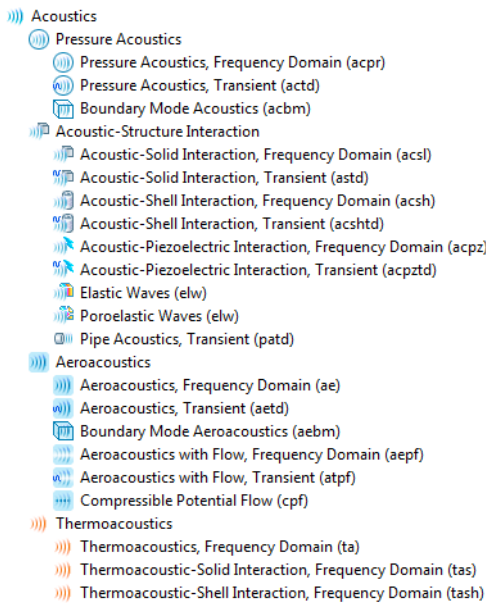 Acoustics
Pressure Acoustics
Pressure Acoustics, Frequency Domain (acpr)
Pressure Acoustics, Transient (actd)
Boundary Mode Acoustics (acbm)
Acoustic-Structure Interaction
Acoustic-Solid Interaction, Frequency Domain (acsl)
Acoustic-Solid Interaction, Transient (astd)
Acoustic-Shell Interaction, Frequency Domain (acsh)
Acoustic-Shell Interaction, Transient (acshtd)
Acoustic-Piezoelectric Interaction, Frequency Domain (acpz)
Acoustic-Piezoelectric Interaction, Transient (acpztd)
Elastic Waves (elw)
Poroelastic Waves (elw)
Pipe Acoustics, Transient (patd)
Aeroacoustics
Aeroacoustics, Frequency Domain (ae)
Aeroacoustics, Transient (aetd)
Boundary Mode Aeroacoustics (aebm)
Aeroacoustics with Flow, Frequency Domain (aepf)
Aeroacoustics with Flow, Transient (atpf)
Compressible Potential Flow (cpf)
Thermoacoustics
Thermoacoustics, Frequency Domain (ta)
Thermoacoustic-Solid Interaction, Frequency Domain (tas)
Thermoacoustic-Shell Interaction, Frequency Domain (tash)